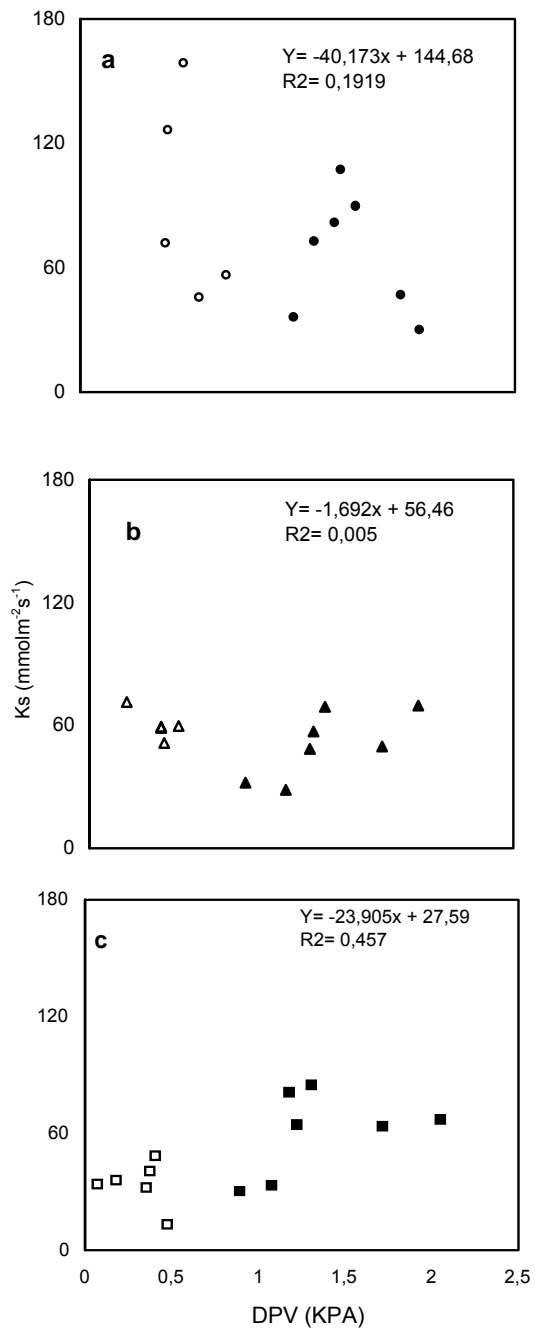 180
a
Y= -40,173x + 144,68
R2= 0,1919
120
60
0
180
b
Y= -1,692x + 56,46
R2= 0,005
120
Ks (mmolm⁻²s⁻¹)
60
0
180
c
Y= -23,905x + 27,59
R2= 0,457
120
60
0
0 0,5 1 1,5 2 2,5
DPV (KPA)